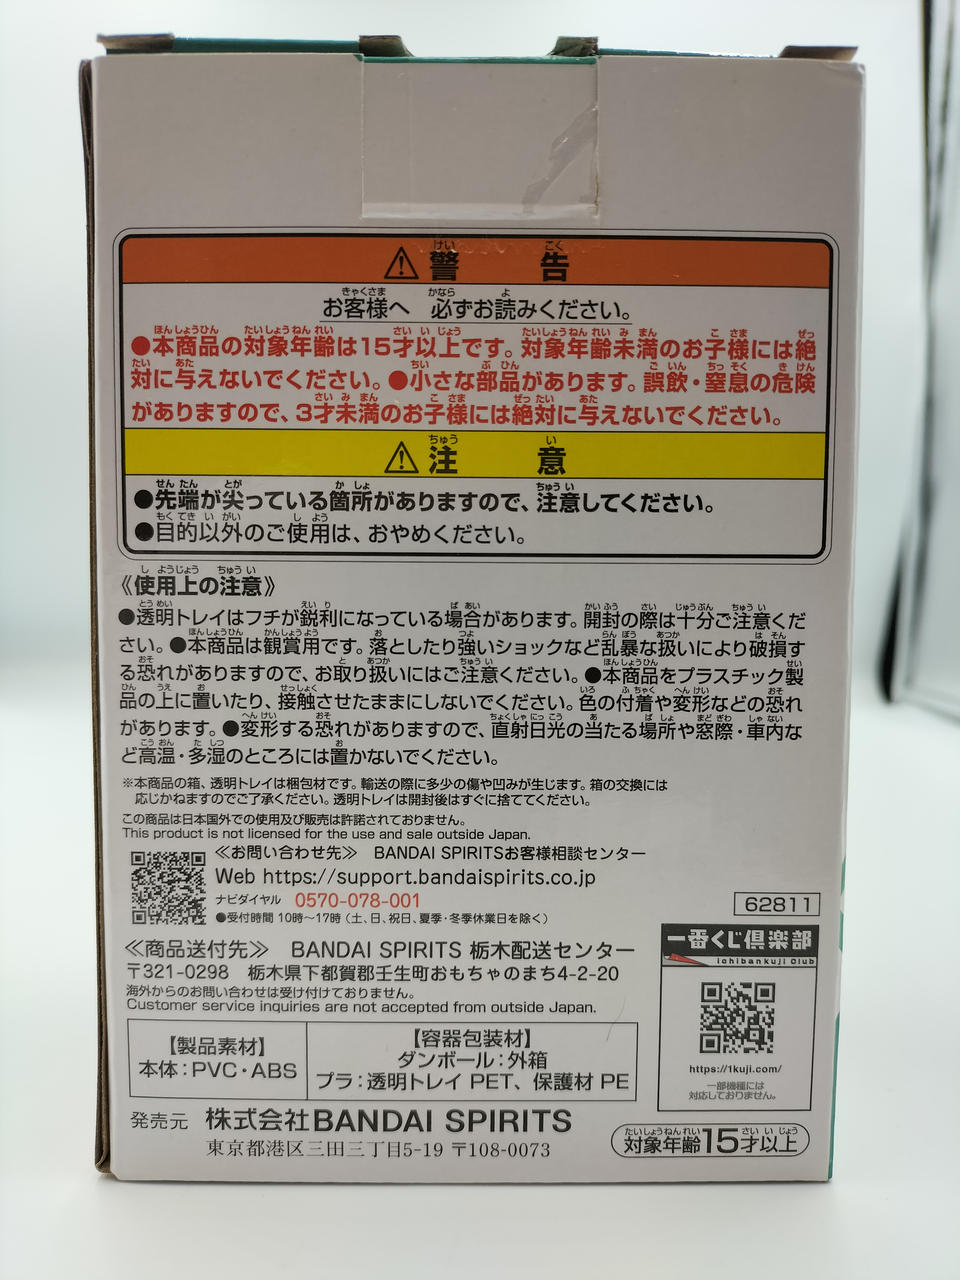 ⚠警告
お客様へ 必ずお読みください。
●本商品の対象年齢は15才以上です。対象年齢未満のお子様には絶
対に与えないでください。●小さな部品があります。誤飲・窒息の危険
がありますので、3才未満のお子様には絶対に与えないでください。
⚠注意
●先端が尖っている箇所がありますので、注意してください。
●目的以外のご使用は、おやめください。
《使用上の注意》
●透明トレイはフチが鋭利になっている場合があります。開封の際は十分ご注意くだ
さい。●本商品は観賞用です。落としたり強いショックなど乱暴な扱いにより破損す
る恐れがありますので、お取り扱いにはご注意ください。●本商品をプラスチック製
品の上に置いたり、接触させたままにしないでください。色の付着や変形などの恐れ
があります。●変形する恐れがありますので、直射日光の当たる場所や窓際・車内な
ど高温・多湿のところには置かないでください。
※本商品の箱、透明トレイは梱包材です。輸送の際に多少の傷や凹みが生じます。箱の交換には
応じかねますのでご了承ください。透明トレイは開封後はすぐに捨ててください。
この商品は日本国外での使用及び販売は許諾されておりません。
This product is not licensed for the use and sale outside Japan.
≪お問い合わせ先≫ BANDAI SPIRITSお客様相談センター
Web https://support.bandaispirits.co.jp
ナビダイヤル 0570-078-001
●受付時間 10時〜17時(土、日、祝日、夏季・冬季休業日を除く)
62811
≪商品送付先≫ BANDAI SPIRITS 栃木配送センター
〒321-0298 栃木県下都賀郡壬生町おもちゃのまち4-2-20
海外からのお問い合わせは受け付けておりません。
Customer service inquiries are not accepted from outside Japan.
一番くじ倶楽部
ichibankuji Club
https://1kuji.com/
一部機種には
対応しておりません。
【製品素材】
本体:PVC・ABS
【容器包装材】
ダンボール:外箱
プラ:透明トレイ PET、保護材 PE
発売元 株式会社BANDAI SPIRITS
東京都港区三田三丁目5-19 〒108-0073
対象年齢15才以上